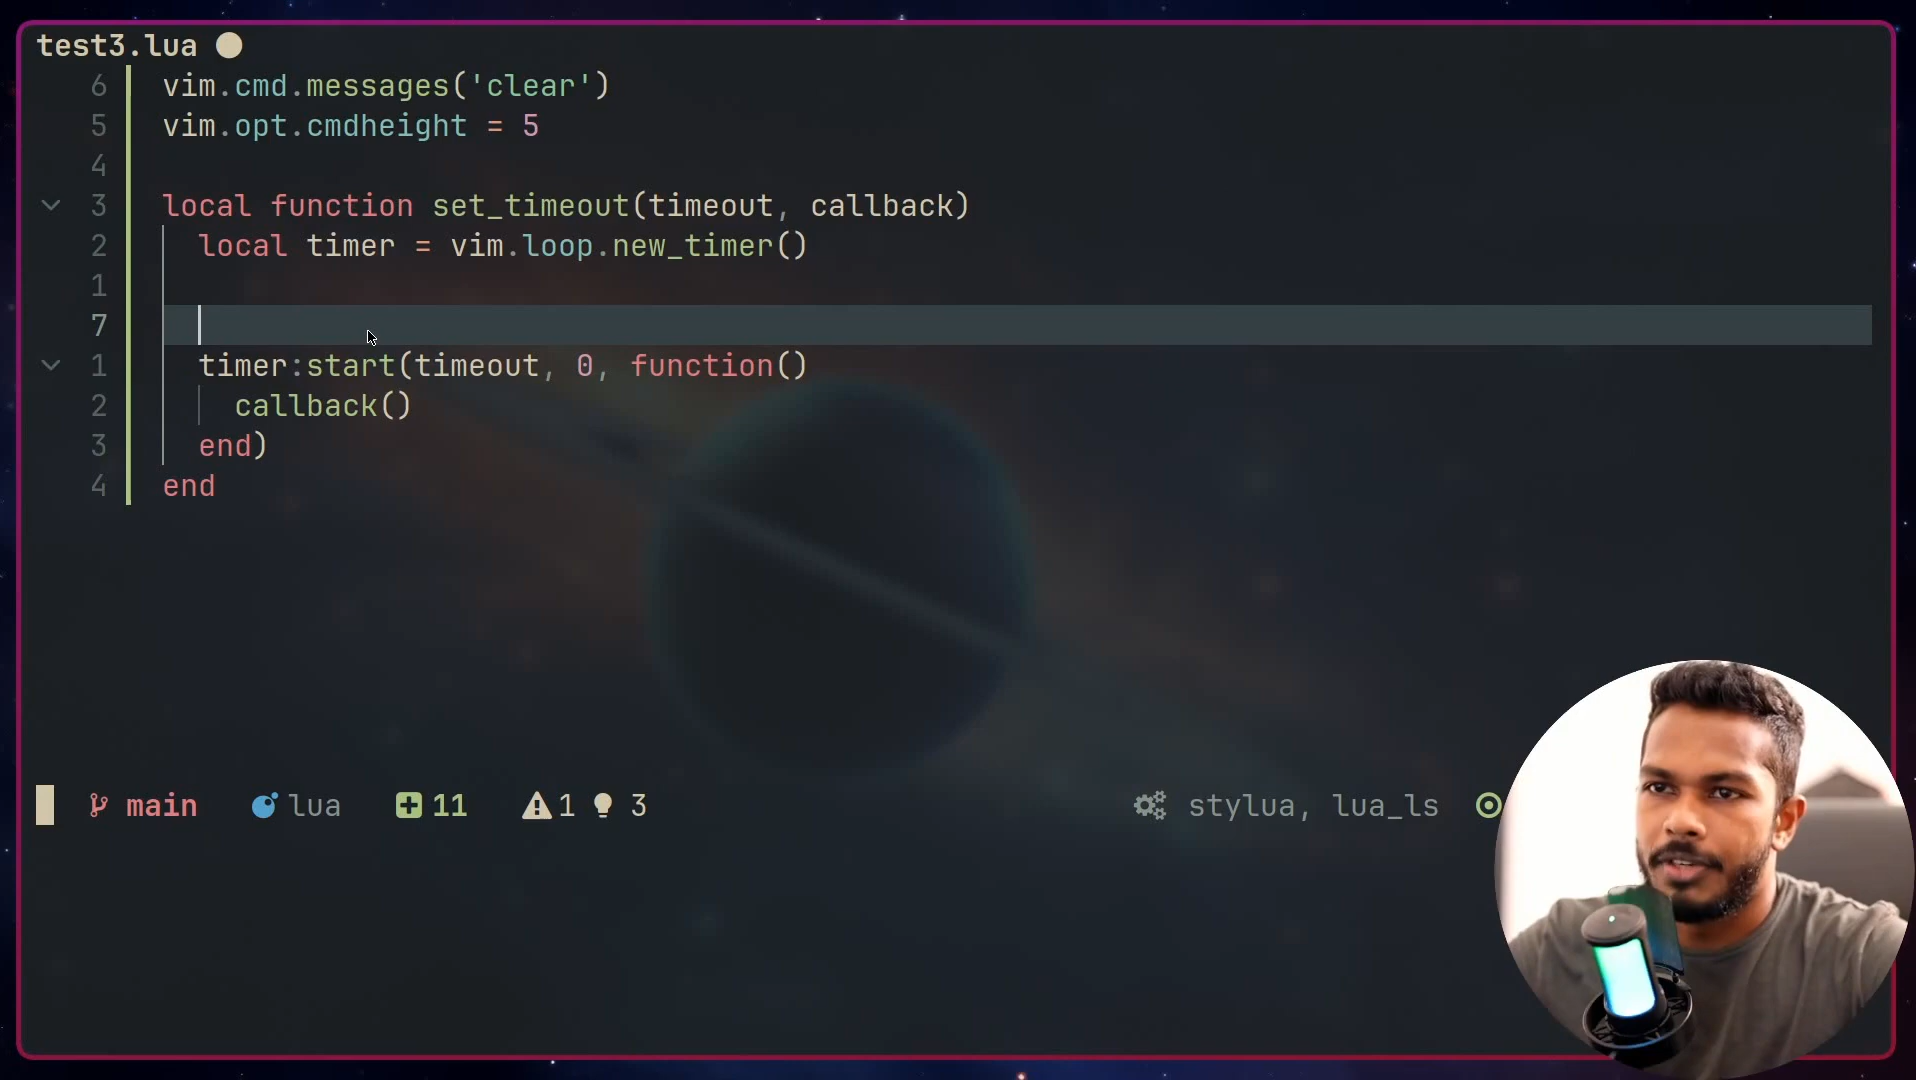 test3.lua
6 vim.cmd.messages('clear')
5 vim.opt.cmdheight = 5
4
3 local function set_timeout(timeout, callback)
2 local timer = vim.loop.new_timer()
1
7
1 timer:start(timeout, 0, function()
2 callback()
3 end)
4 end
main lua 11 1 3 stylua, lua_ls